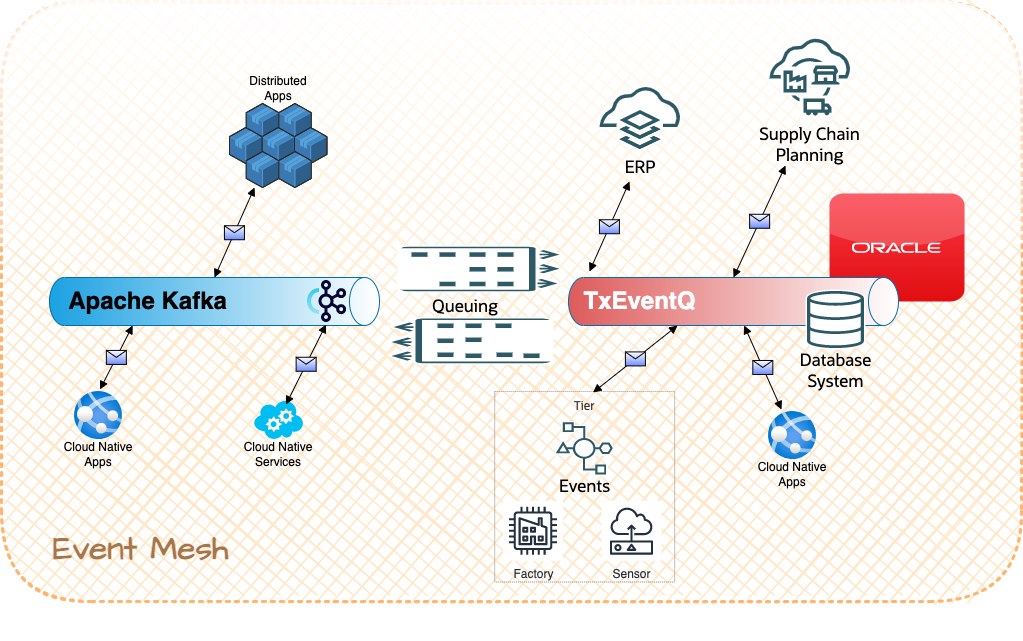 Distributed
Apps
ERP
Supply Chain
Planning
ORACLE
Apache Kafka
Queuing
TxEventQ
Database
System
Cloud Native
Apps
Cloud Native
Services
Tier
Events
Factory
Sensor
Cloud Native
Apps
Event Mesh